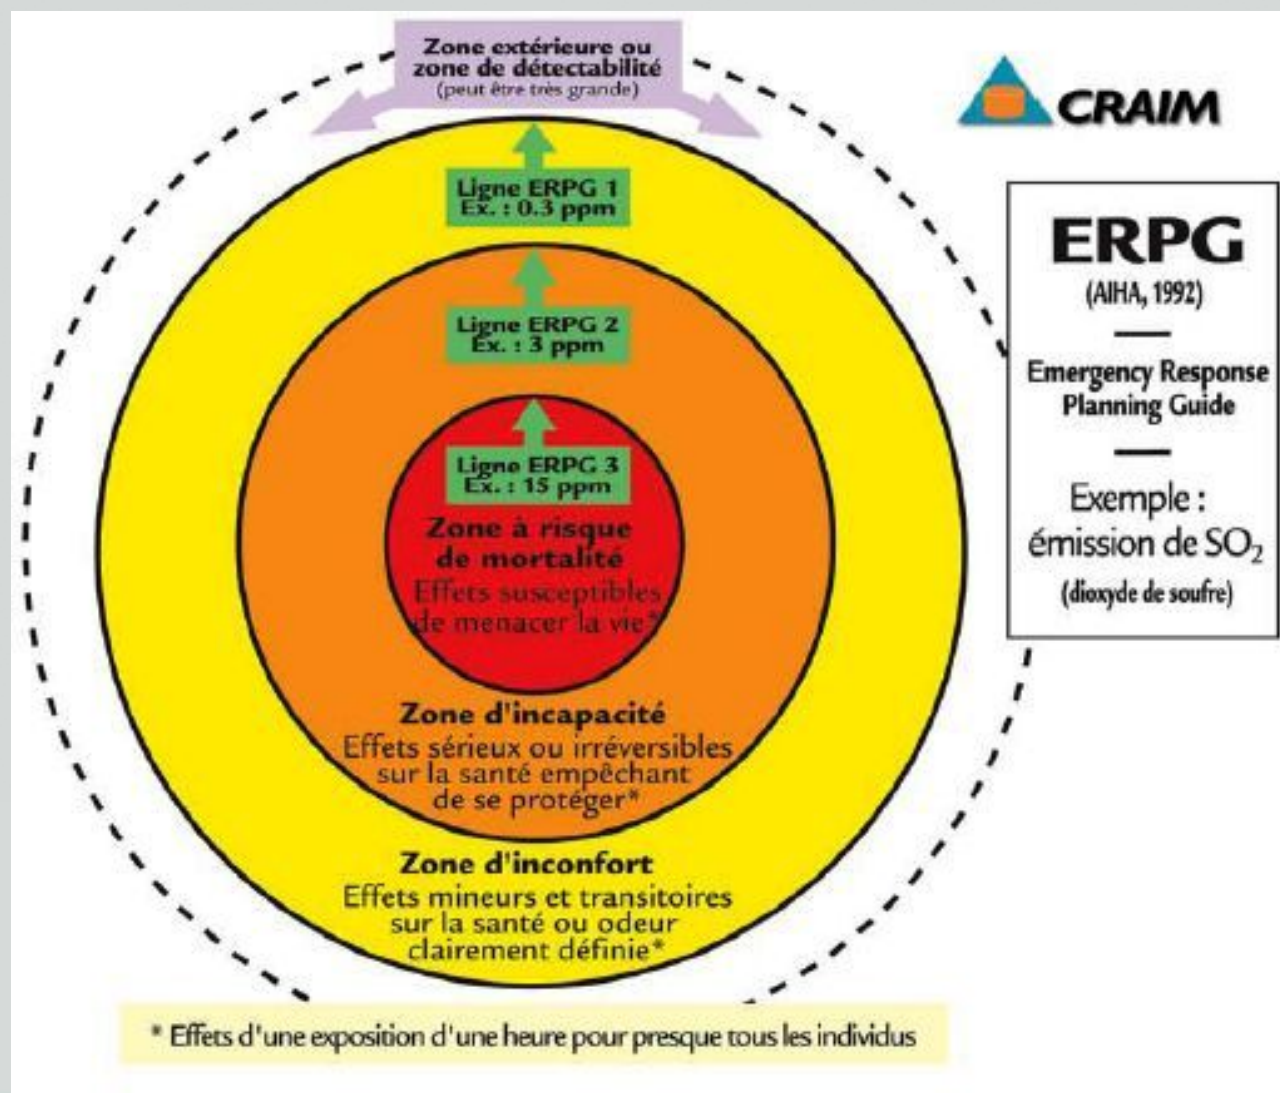 Zone extérieure ou
zone de détectabilité
(peut être très grande)
CRAIM
Ligne ERPG 1
Ex. : 0.3 ppm
Ligne ERPG 2
Ex. : 3 ppm
Ligne ERPG 3
Ex. : 15 ppm
Zone à risque
de mortalité
Effets susceptibles
de menacer la vie*
Zone d'incapacité
Effets sérieux ou irréversibles
sur la santé empêchant
de se protéger*
Zone d'inconfort
Effets mineurs et transitoires
sur la santé ou odeur
clairement définie*
* Effets d'une exposition d'une heure pour presque tous les individus
ERPG
(AIHA, 1992)
Emergency Response
Planning Guide
Exemple :
émission de SO₂
(dioxyde de soufre)